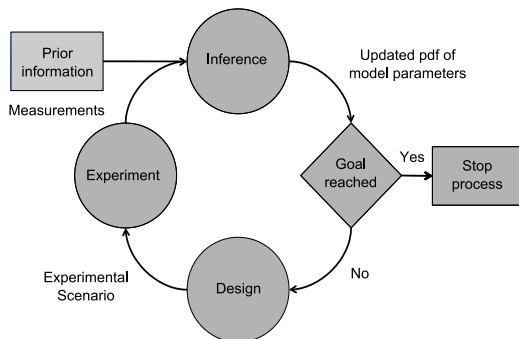 Prior
information
Inference
Updated pdf of
model parameters
Measurements
Experiment
Goal
reached
Yes
Stop
process
Experimental
Scenario
Design
No